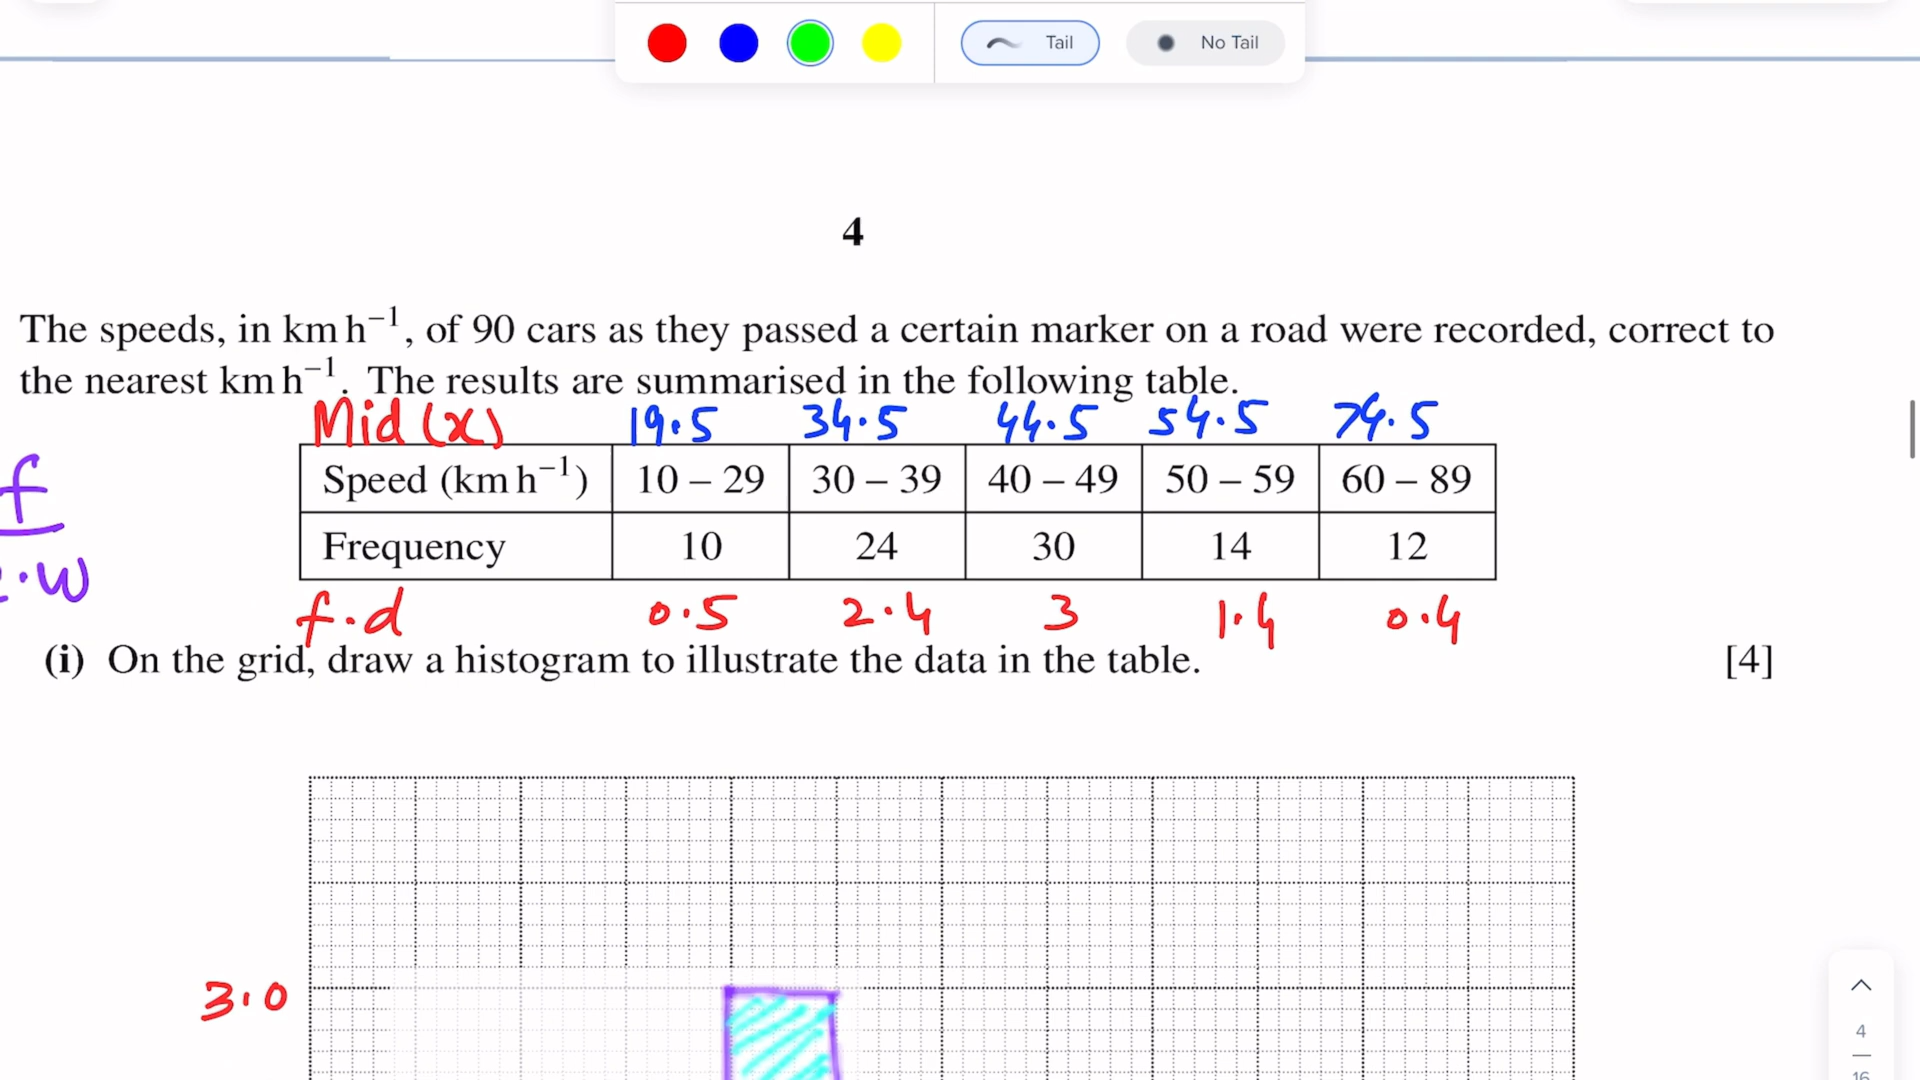 Tail No Tail
4
The speeds, in km h⁻¹, of 90 cars as they passed a certain marker on a road were recorded, correct to
the nearest km h⁻¹. The results are summarised in the following table.
Mid (x) 19.5 34.5 44.5 54.5 74.5
Speed (km h⁻¹) 10 – 29 30 – 39 40 – 49 50 – 59 60 – 89
f
Frequency 10 24 30 14 12
.w
f.d 0.5 2.4 3 1.4 0.4
(i) On the grid, draw a histogram to illustrate the data in the table. [4]
3.0
4
16